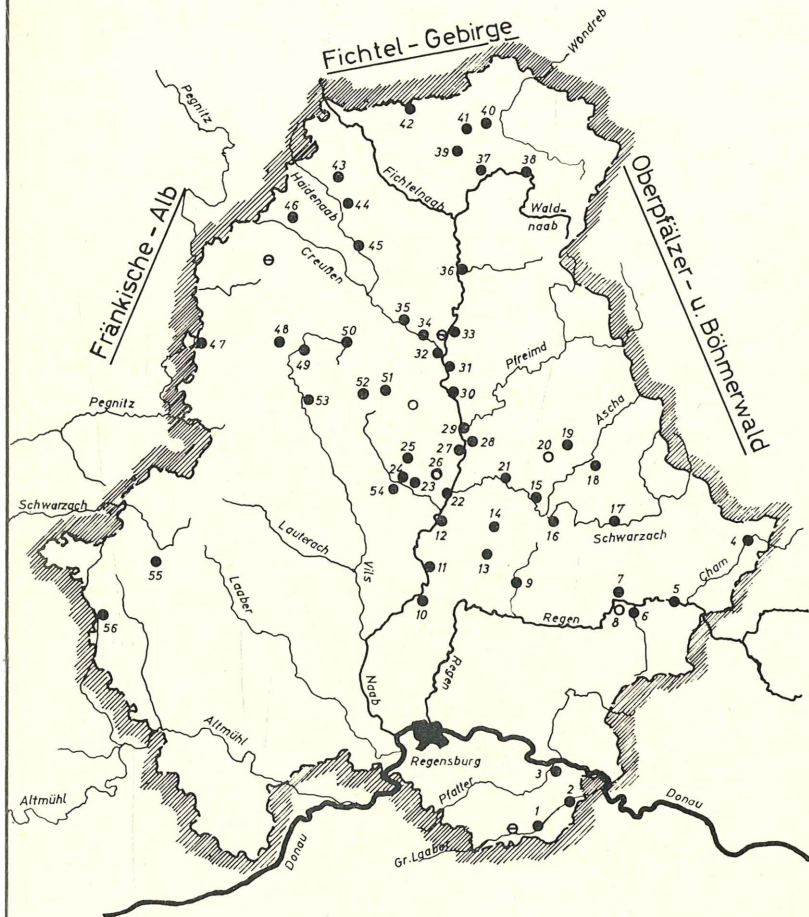 Fichtel-Gebirge
Wondreb
Pegnitz
Fränkische-Alb
Oberpfälzer- u. Böhmerwald
42
41
40
39
37
38
43
Haidenaab
Fichtelnaab
44
46
Wald-
naab
45
Creußen
36
35
34
33
32
47
48
49
50
31
Pfreimd
30
52
51
53
Pegnitz
29
28
27
Ascha
19
20
25
26
24
23
21
18
54
22
15
17
Schwarzach
12
14
16
Schwarzach
4
Lauterach
Vils
13
Cham
55
Laaber
11
9
7
5
56
10
Regen
8
6
Regen
Naab
Altmühl
Regensburg
Altmühl
Pfatter
3
2
1
Donau
Donau
Gr.Laaber